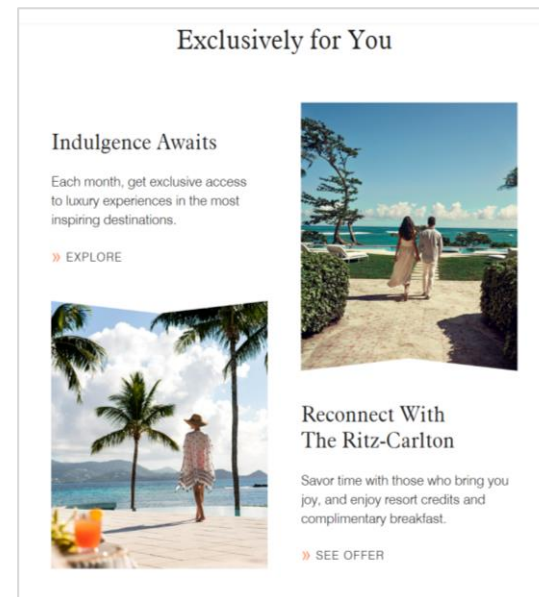 Exclusively for You
Indulgence Awaits
Each month, get exclusive access
to luxury experiences in the most
inspiring destinations.
» EXPLORE
Reconnect With
The Ritz-Carlton
Savor time with those who bring you
joy, and enjoy resort credits and
complimentary breakfast.
» SEE OFFER